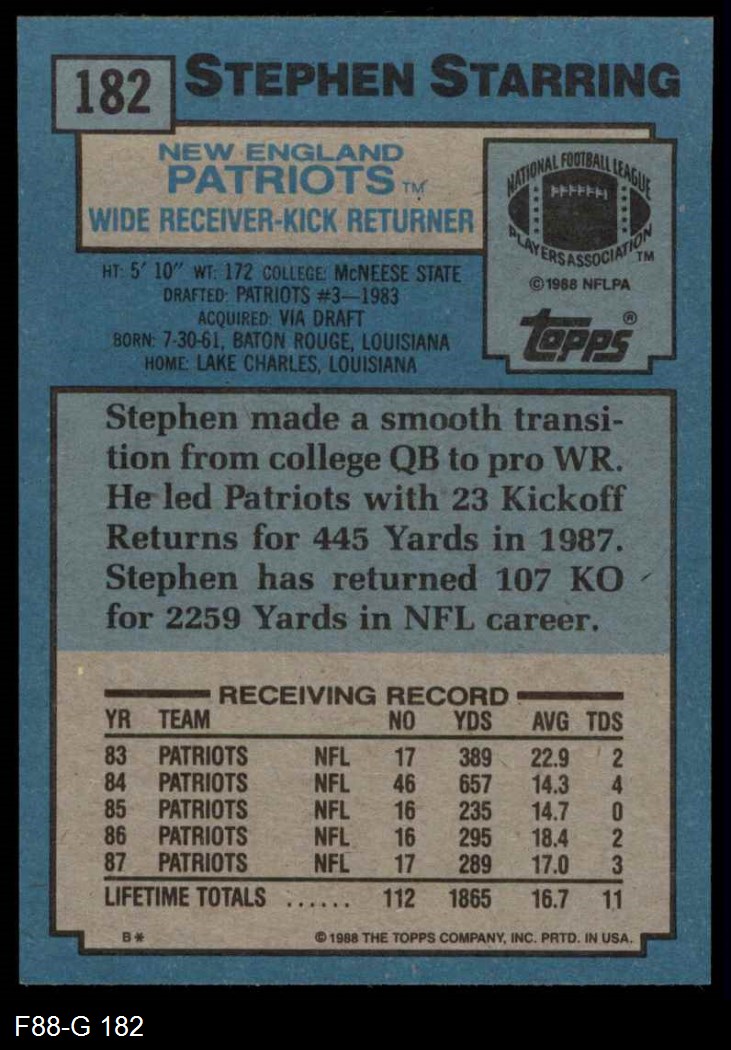 182 STEPHEN STARRING
NEW ENGLAND
PATRIOTS TM
WIDE RECEIVER-KICK RETURNER
NATIONAL FOOTBALL LEAGUE
PLAYERS ASSOCIATION TM
© 1988 NFLPA
topps®
HT: 5' 10" WT: 172 COLLEGE: McNEESE STATE
DRAFTED: PATRIOTS #3—1983
ACQUIRED: VIA DRAFT
BORN: 7-30-61, BATON ROUGE, LOUISIANA
HOME: LAKE CHARLES, LOUISIANA
Stephen made a smooth transi-
tion from college QB to pro WR.
He led Patriots with 23 Kickoff
Returns for 445 Yards in 1987.
Stephen has returned 107 KO
for 2259 Yards in NFL career.
RECEIVING RECORD
YR TEAM NO YDS AVG TDS
83 PATRIOTS NFL 17 389 22.9 2
84 PATRIOTS NFL 46 657 14.3 4
85 PATRIOTS NFL 16 235 14.7 0
86 PATRIOTS NFL 16 295 18.4 2
87 PATRIOTS NFL 17 289 17.0 3
LIFETIME TOTALS ...... 112 1865 16.7 11
B* © 1988 THE TOPPS COMPANY, INC. PRTD. IN USA.
F88-G 182